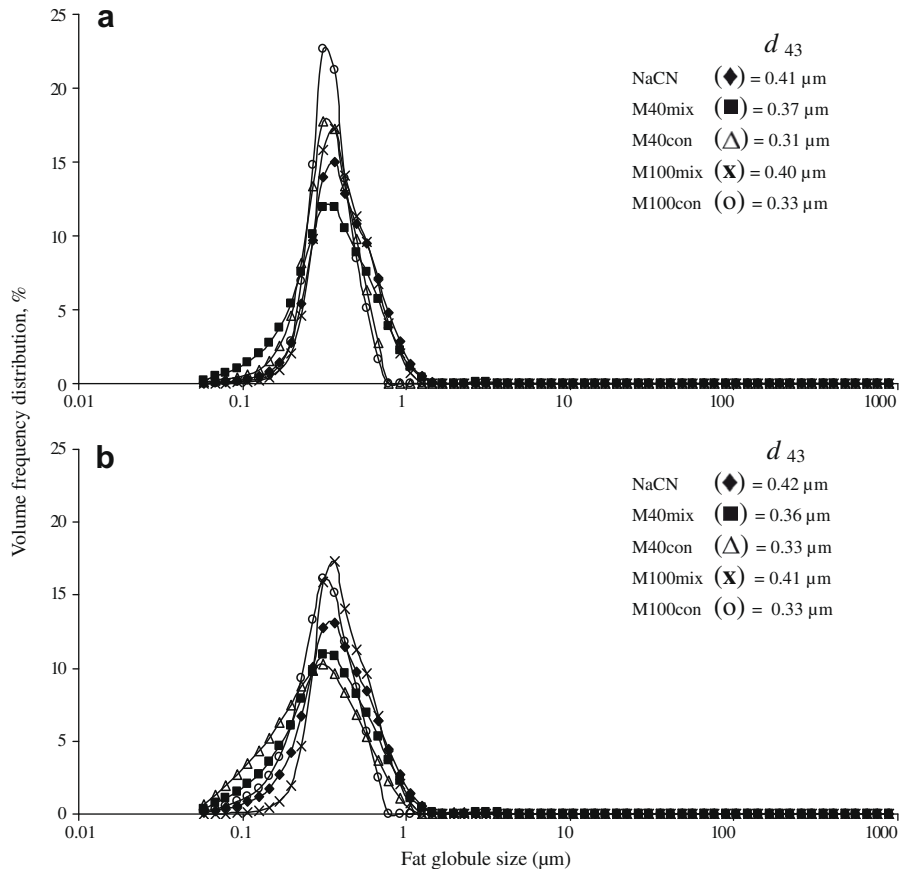 a
25
20
15
10
5
0
0.01 0.1 1 10 100 1000
d 43
NaCN (♦) = 0.41 µm
M40mix (■) = 0.37 µm
M40con (△) = 0.31 µm
M100mix (x) = 0.40 µm
M100con (o) = 0.33 µm
Volume frequency distribution, %
b
25
20
15
10
5
0
0.01 0.1 1 10 100 1000
d 43
NaCN (♦) = 0.42 µm
M40mix (■) = 0.36 µm
M40con (△) = 0.33 µm
M100mix (x) = 0.41 µm
M100con (o) = 0.33 µm
Fat globule size (µm)